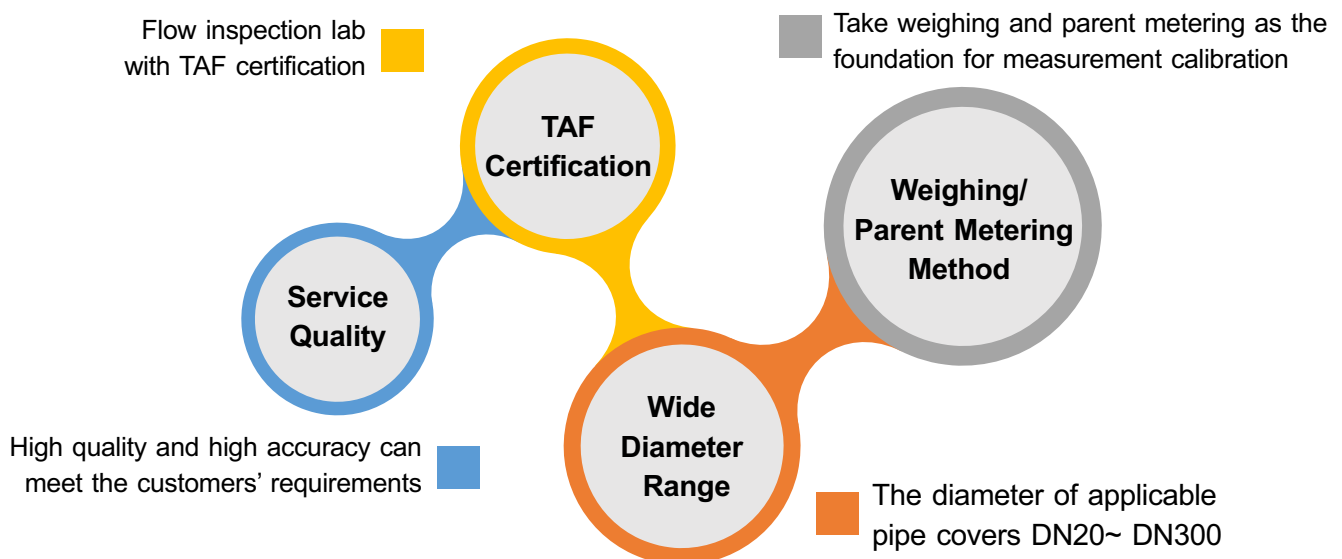 Flow inspection lab
with TAF certification
Take weighing and parent metering as the
foundation for measurement calibration
TAF
Certification
Weighing/
Parent Metering
Method
Service
Quality
Wide
Diameter
Range
High quality and high accuracy can
meet the customers’ requirements
The diameter of applicable
pipe covers DN20~ DN300